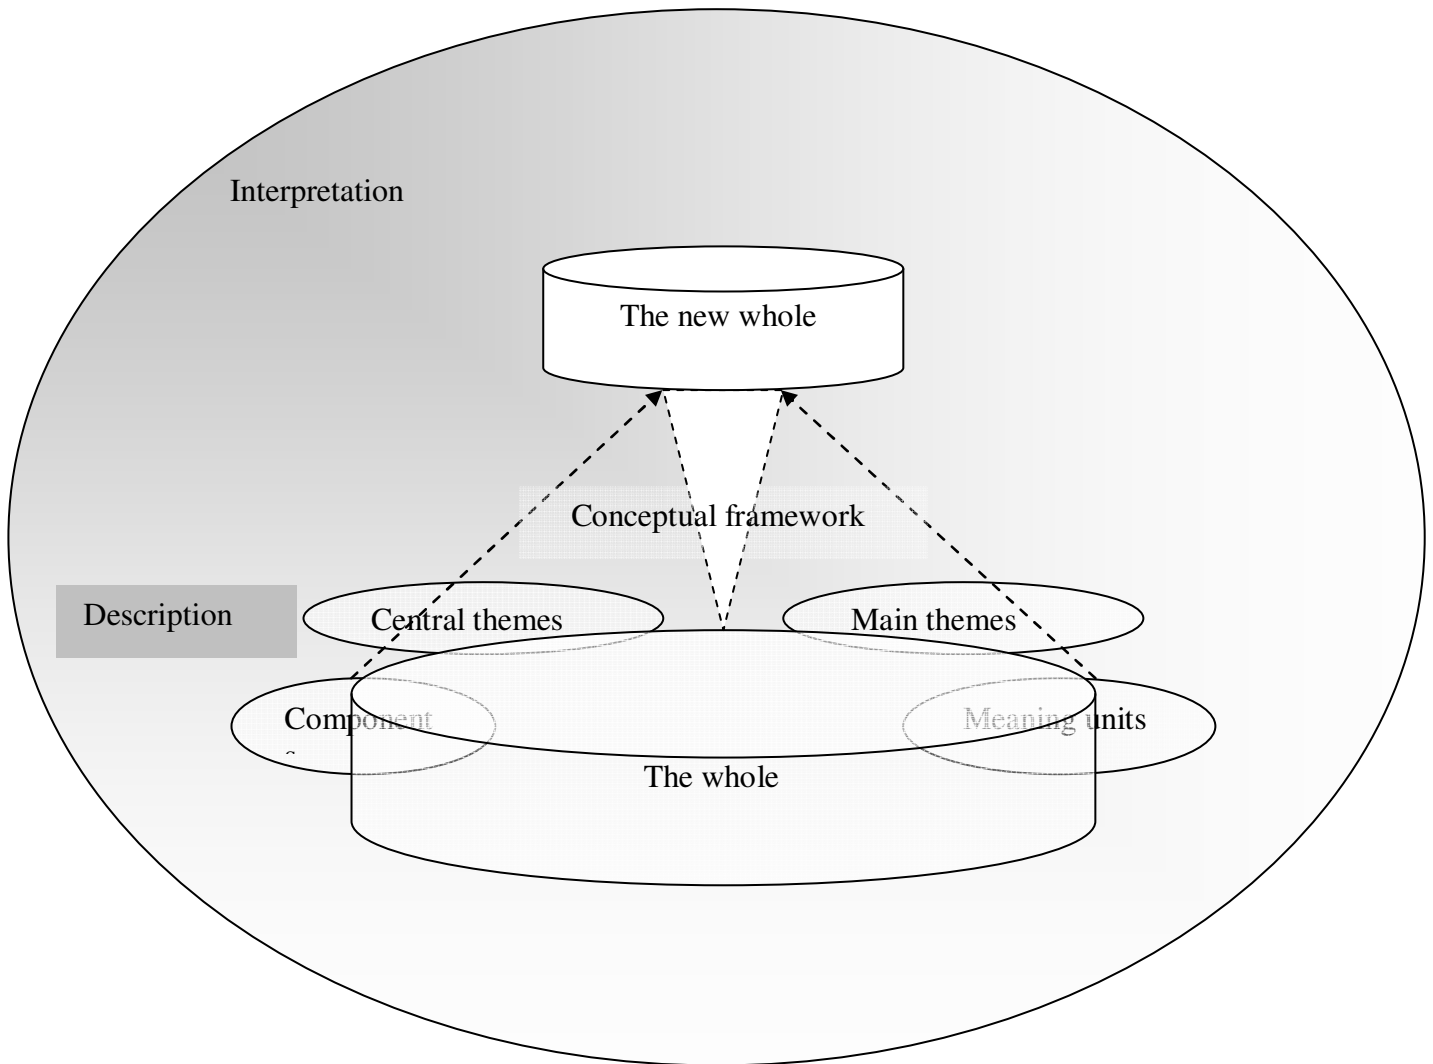 Interpretation
The new whole
Conceptual framework
Description
Central themes
Main themes
Component
s
Meaning units
The whole